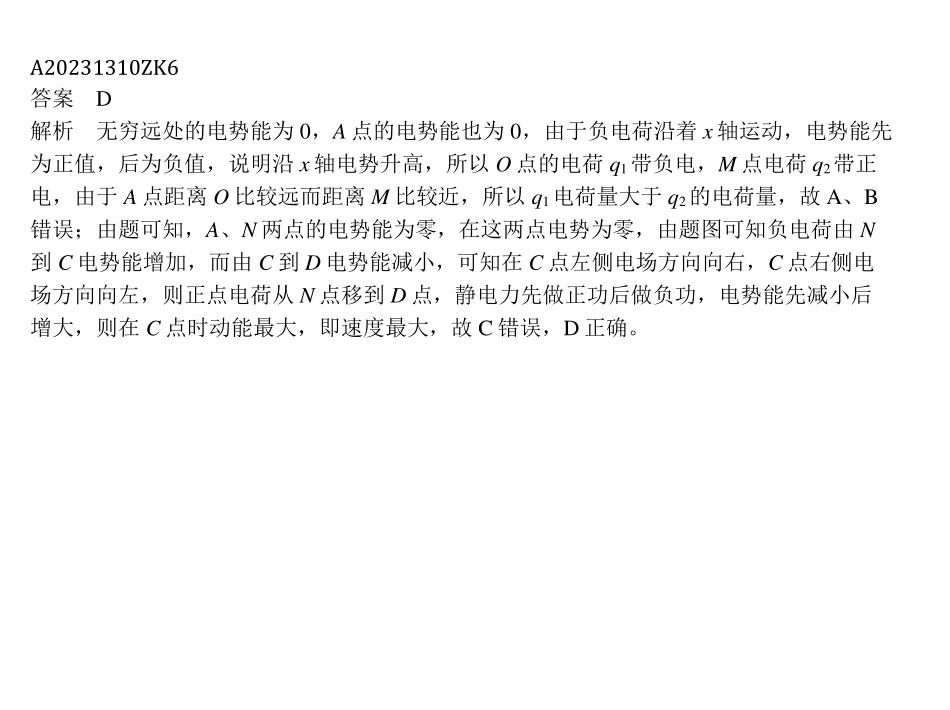 A20231310ZK6
答案 D
解析 无穷远处的电势能为 0，A 点的电势能也为 0，由于负电荷沿着 x 轴运动，电势能先
为正值，后为负值，说明沿 x 轴电势升高，所以 O 点的电荷 q₁ 带负电，M 点电荷 q₂ 带正
电，由于 A 点距离 O 比较远而距离 M 比较近，所以 q₁ 电荷量大于 q₂ 的电荷量，故 A、B
错误；由题可知，A、N 两点的电势能为零，在这两点电势为零，由题图可知负电荷由 N
到 C 电势能增加，而由 C 到 D 电势能减小，可知在 C 点左侧电场方向向右，C 点右侧电
场方向向左，则正点电荷从 N 点移到 D 点，静电力先做正功后做负功，电势能先减小后
增大，则在 C 点时动能最大，即速度最大，故 C 错误，D 正确。